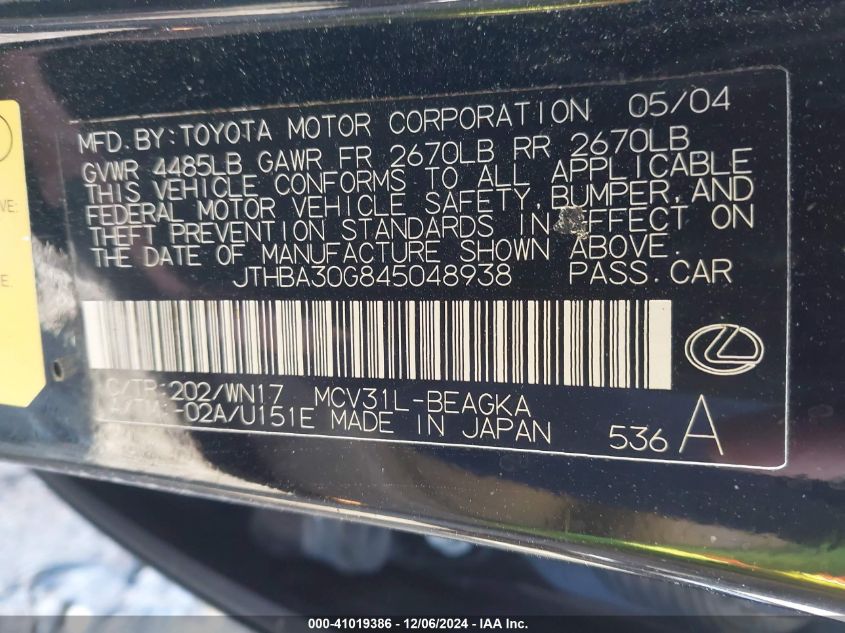 MFD. BY: TOYOTA MOTOR CORPORATION 05/04
GVWR 4485LB GAWR FR 2670LB RR 2670LB
THIS VEHICLE CONFORMS TO ALL APPLICABLE
FEDERAL MOTOR VEHICLE SAFETY, BUMPER, AND
THEFT PREVENTION STANDARDS IN EFFECT ON
THE DATE OF MANUFACTURE SHOWN ABOVE.
JTHBA30G845048938 PASS. CAR
C/TR: 202/WN17 MCV31L-BEAGKA
-02A/U151E MADE IN JAPAN
536 A
000-41019386 - 12/06/2024 - IAA Inc.